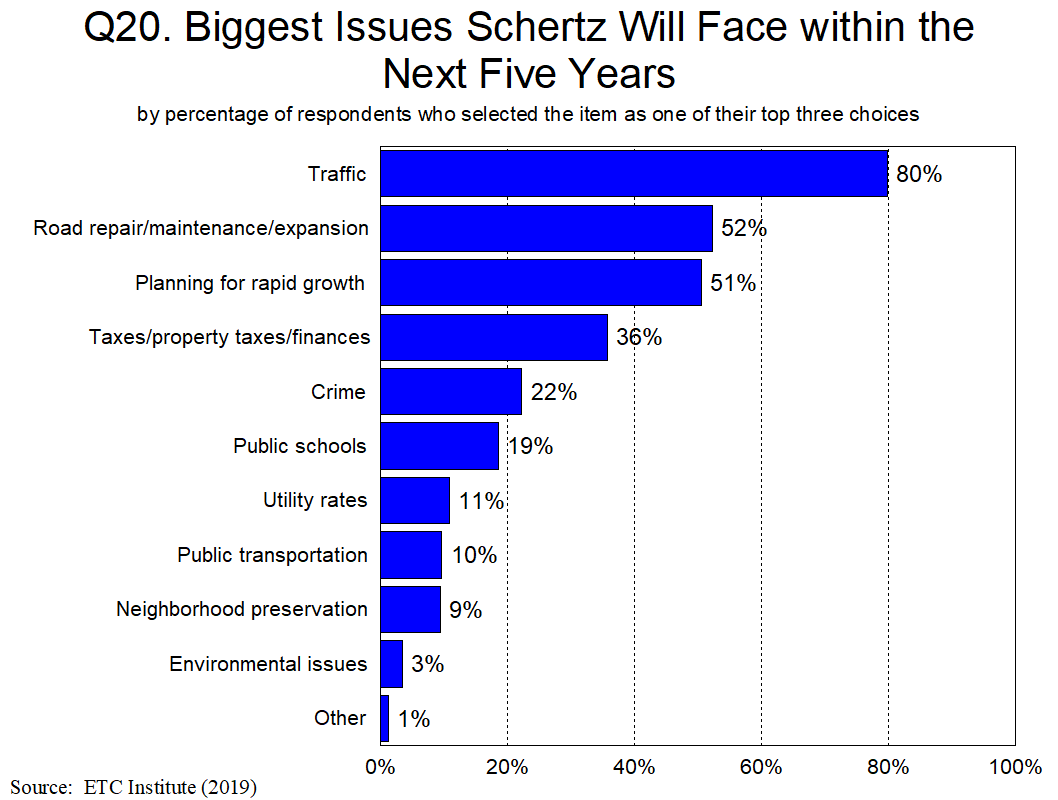 Q20. Biggest Issues Schertz Will Face within the
Next Five Years
by percentage of respondents who selected the item as one of their top three choices
Traffic 80%
Road repair/maintenance/expansion 52%
Planning for rapid growth 51%
Taxes/property taxes/finances 36%
Crime 22%
Public schools 19%
Utility rates 11%
Public transportation 10%
Neighborhood preservation 9%
Environmental issues 3%
Other 1%
0% 20% 40% 60% 80% 100%
Source:  ETC Institute (2019)